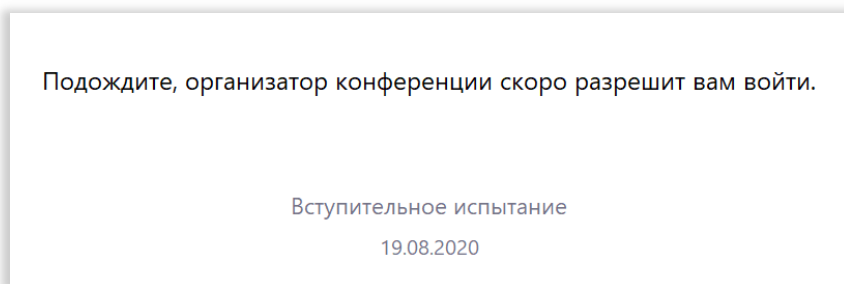 Подождите, организатор конференции скоро разрешит вам войти.
Вступительное испытание
19.08.2020